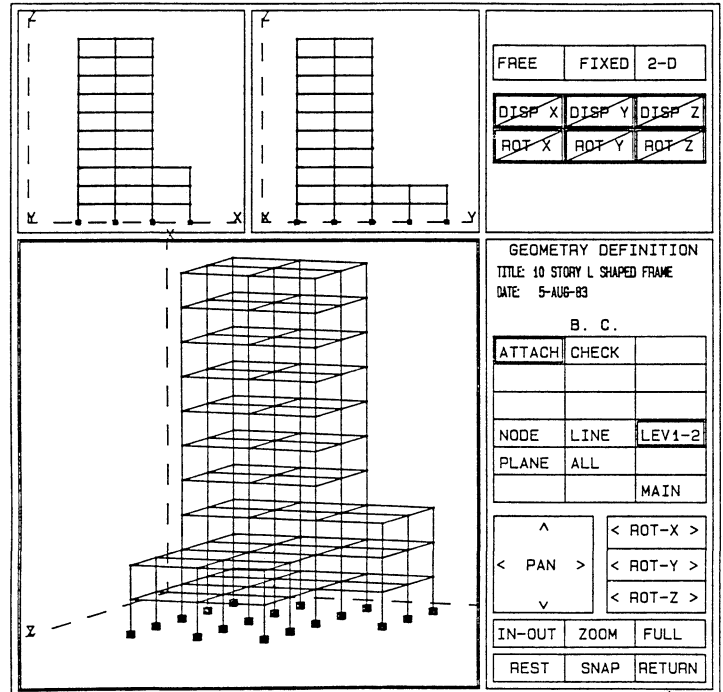 Z
Z
Y
X
X
Y
FREE FIXED 2-D
DISP X DISP Y DISP Z
ROT X ROT Y ROT Z
Y
Z
GEOMETRY DEFINITION
TITLE: 10 STORY L SHAPED FRAME
DATE: 5-AUG-83
B. C.
ATTACH CHECK
NODE LINE LEV1-2
PLANE ALL
MAIN
^
< PAN >
v
< ROT-X >
< ROT-Y >
< ROT-Z >
IN-OUT ZOOM FULL
REST SNAP RETURN